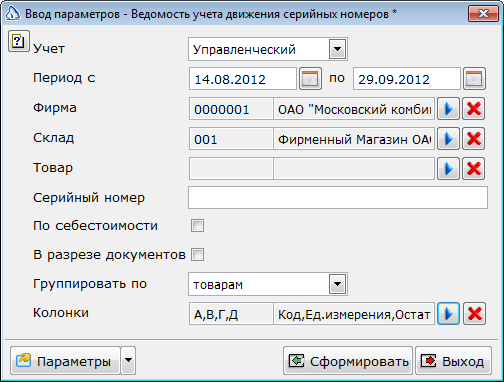 Ввод параметров - Ведомость учета движения серийных номеров *
Учет Управленческий
Период с 14.08.2012 по 29.09.2012
Фирма 0000001 ОАО "Московский комби
Склад 001 Фирменный Магазин ОА
Товар
Серийный номер
По себестоимости
В разрезе документов
Группировать по товарам
Колонки А,В,Г,Д Код,Ед.измерения,Остат
Параметры Сформировать Выход